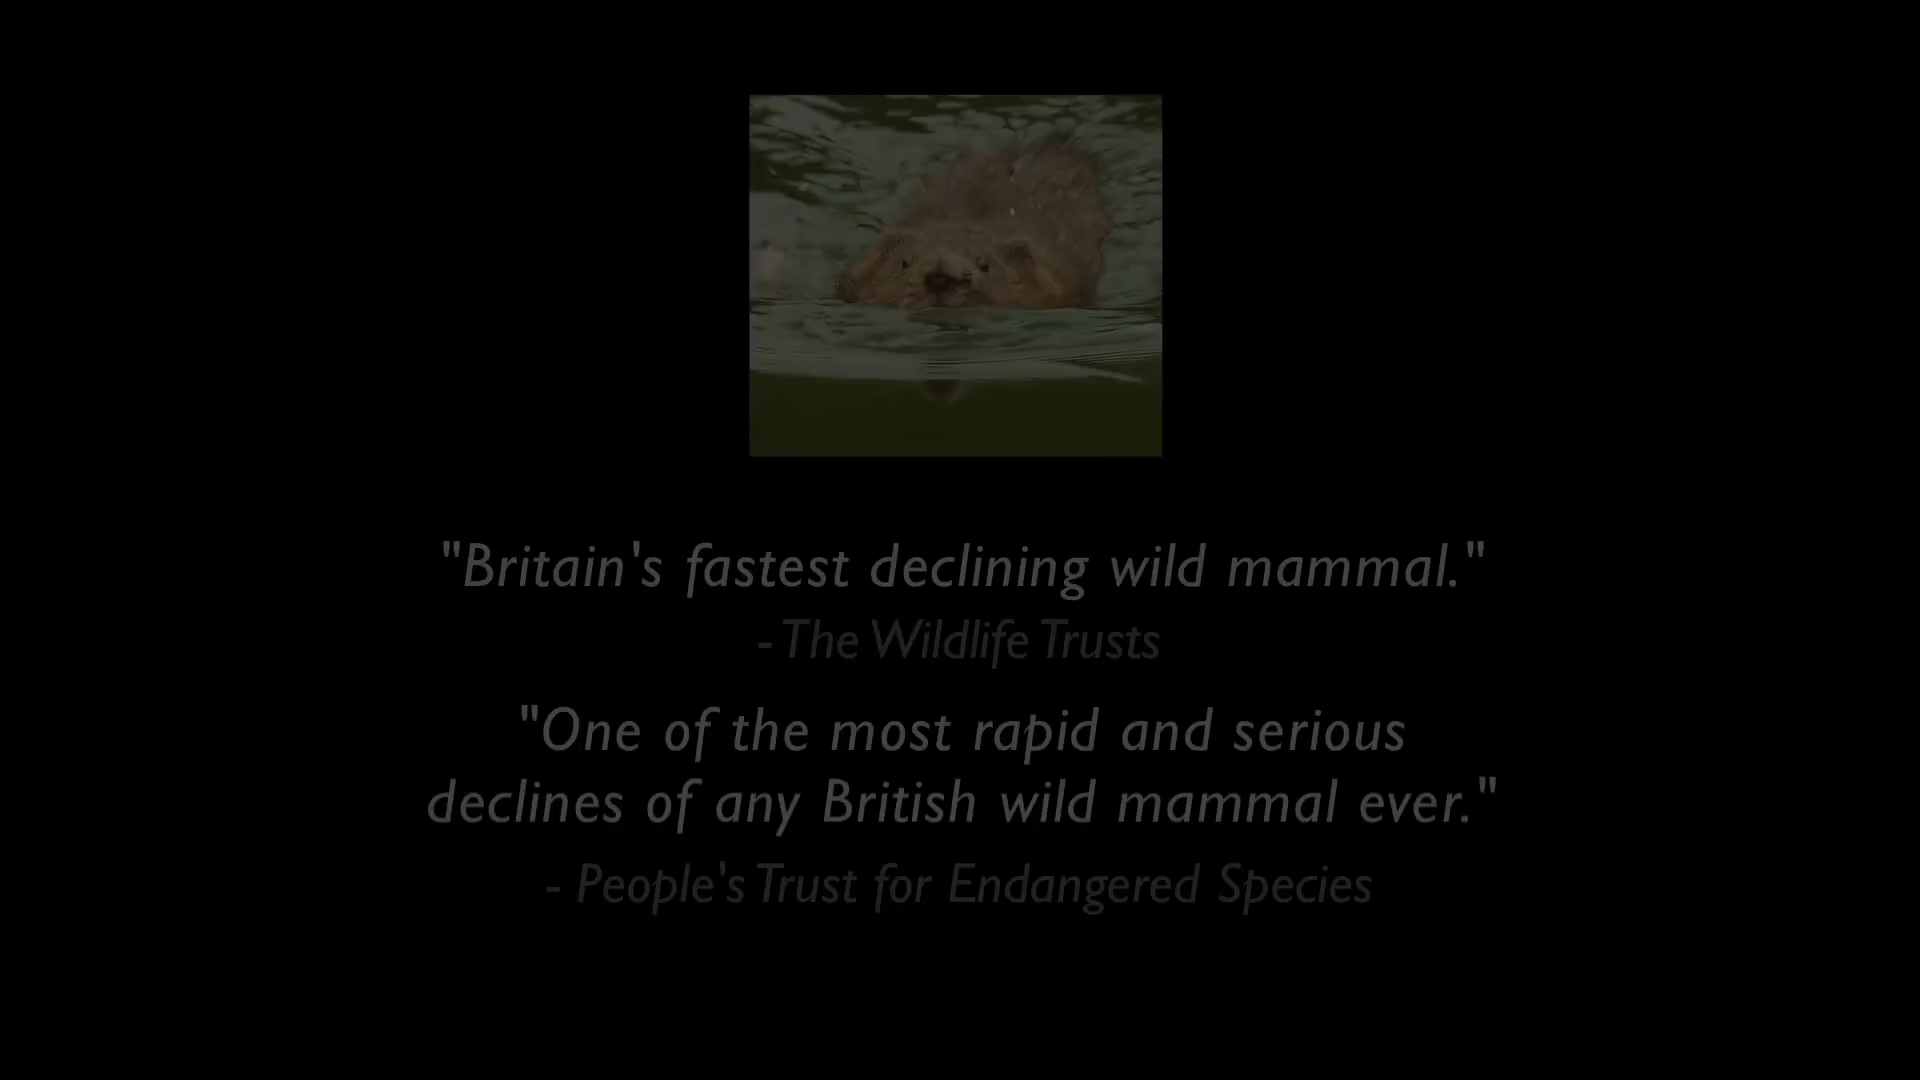 "Britain's fastest declining wild mammal."
- The Wildlife Trusts
"One of the most rapid and serious
declines of any British wild mammal ever."
- People's Trust for Endangered Species